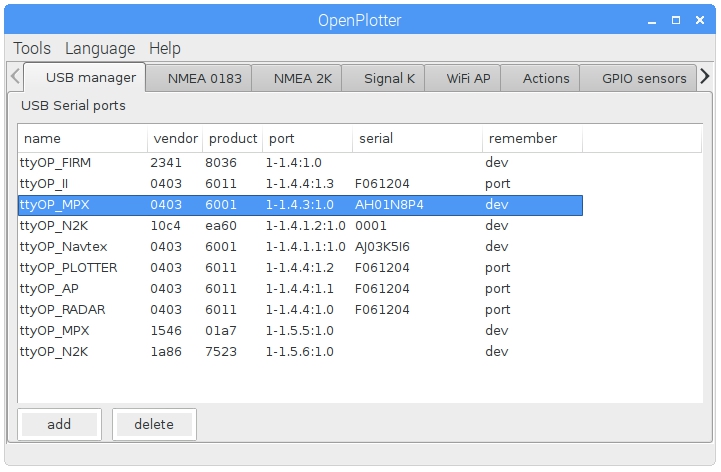 OpenPlotter
Tools Language Help
USB manager NMEA 0183 NMEA 2K Signal K WiFi AP Actions GPIO sensors
USB Serial ports
name vendor product port serial remember
ttyOP_FIRM 2341 8036 1-1.4:1.0 dev
ttyOP_II 0403 6011 1-1.4.4:1.3 F061204 port
ttyOP_MPX 0403 6001 1-1.4.3:1.0 AH01N8P4 dev
ttyOP_N2K 10c4 ea60 1-1.4.1.2:1.0 0001 dev
ttyOP_Navtex 0403 6001 1-1.4.1.1:1.0 AJ03K5I6 dev
ttyOP_PLOTTER 0403 6011 1-1.4.4:1.2 F061204 port
ttyOP_AP 0403 6011 1-1.4.4:1.1 F061204 port
ttyOP_RADAR 0403 6011 1-1.4.4:1.0 F061204 port
ttyOP_MPX 1546 01a7 1-1.5.5:1.0 dev
ttyOP_N2K 1a86 7523 1-1.5.6:1.0 dev
add delete